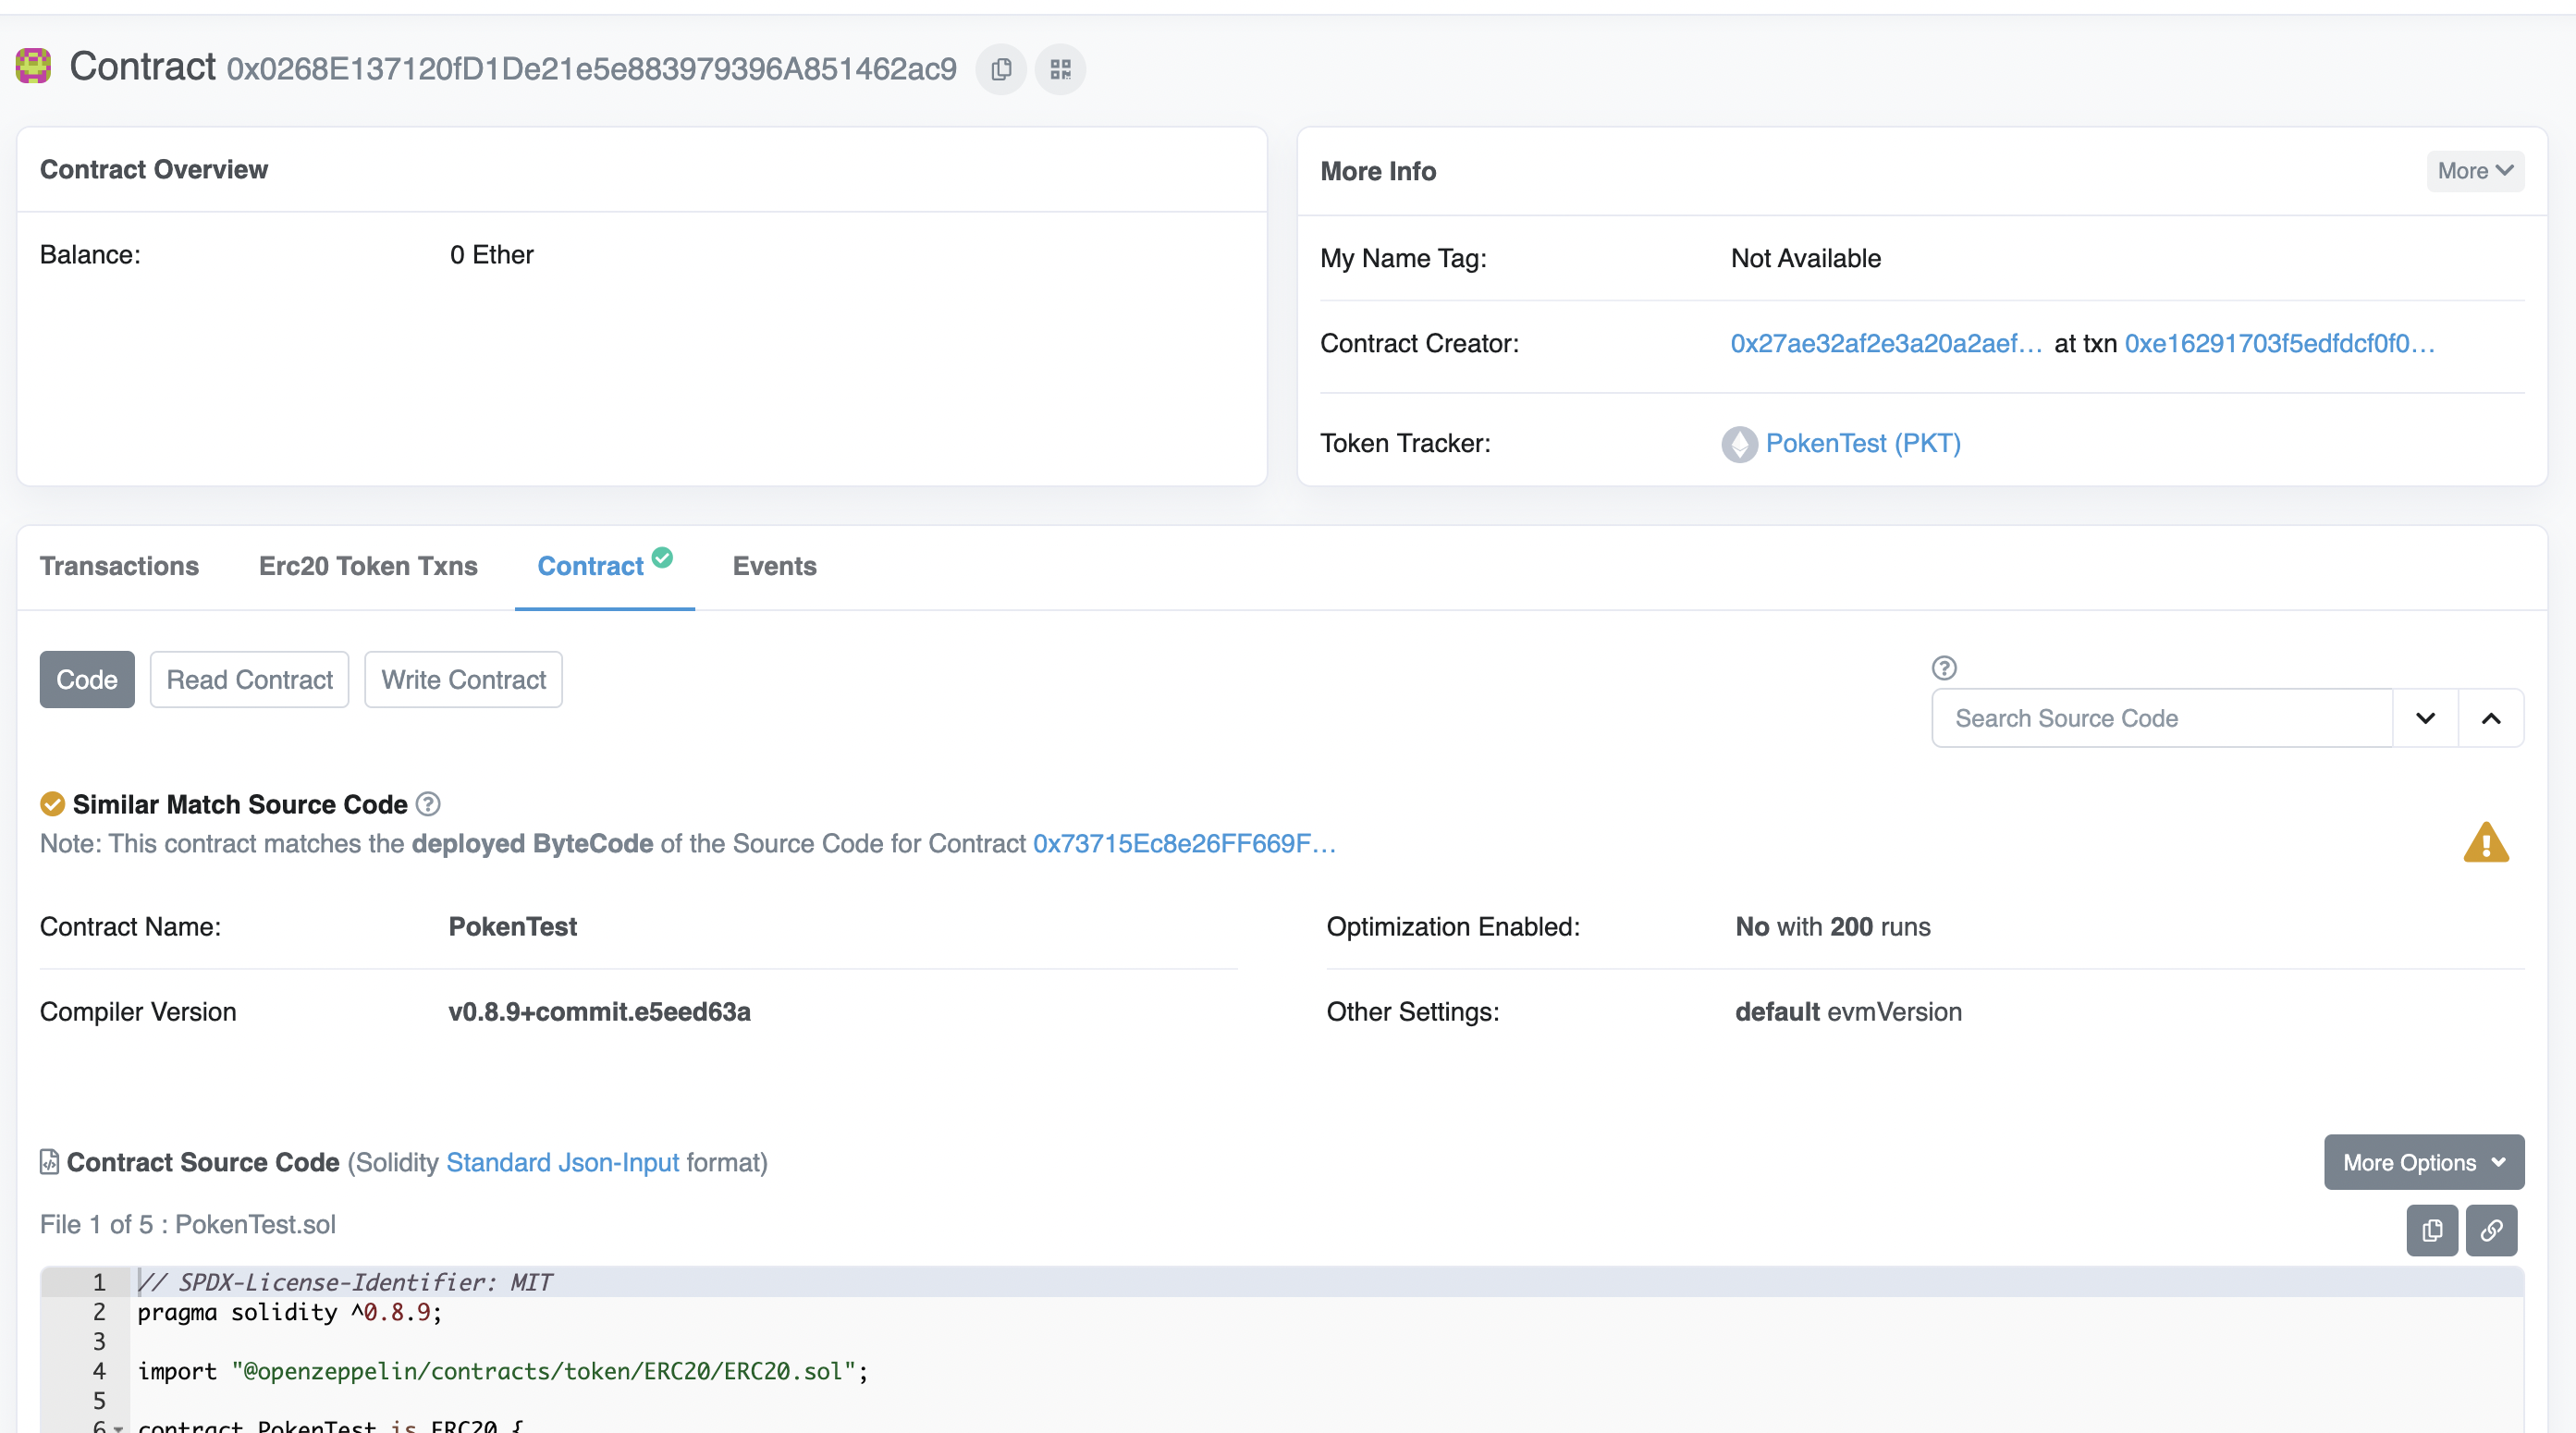 Contract 0x0268E137120fD1De21e5e883979396A851462ac9
Contract Overview
Balance: 0 Ether
More Info
More
My Name Tag: Not Available
Contract Creator: 0x27ae32af2e3a20a2aef... at txn 0xe16291703f5edfdcf0f0...
Token Tracker: PokenTest (PKT)
Transactions Erc20 Token Txns Contract Events
Code Read Contract Write Contract
Search Source Code
Similar Match Source Code
Note: This contract matches the deployed ByteCode of the Source Code for Contract 0x73715Ec8e26FF669F...
Contract Name: PokenTest
Optimization Enabled: No with 200 runs
Compiler Version v0.8.9+commit.e5eed63a
Other Settings: default evmVersion
Contract Source Code (Solidity Standard Json-Input format)
More Options
File 1 of 5 : PokenTest.sol
1 // SPDX-License-Identifier: MIT
2 pragma solidity ^0.8.9;
3
4 import "@openzeppelin/contracts/token/ERC20/ERC20.sol";
5
6 contract PokenTest is ERC20 {